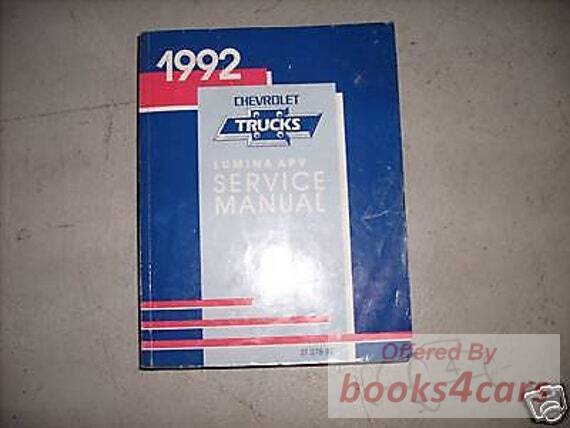 1992
CHEVROLET
TRUCKS
LUMINA APV
SERVICE
MANUAL
Offered By
books4cars